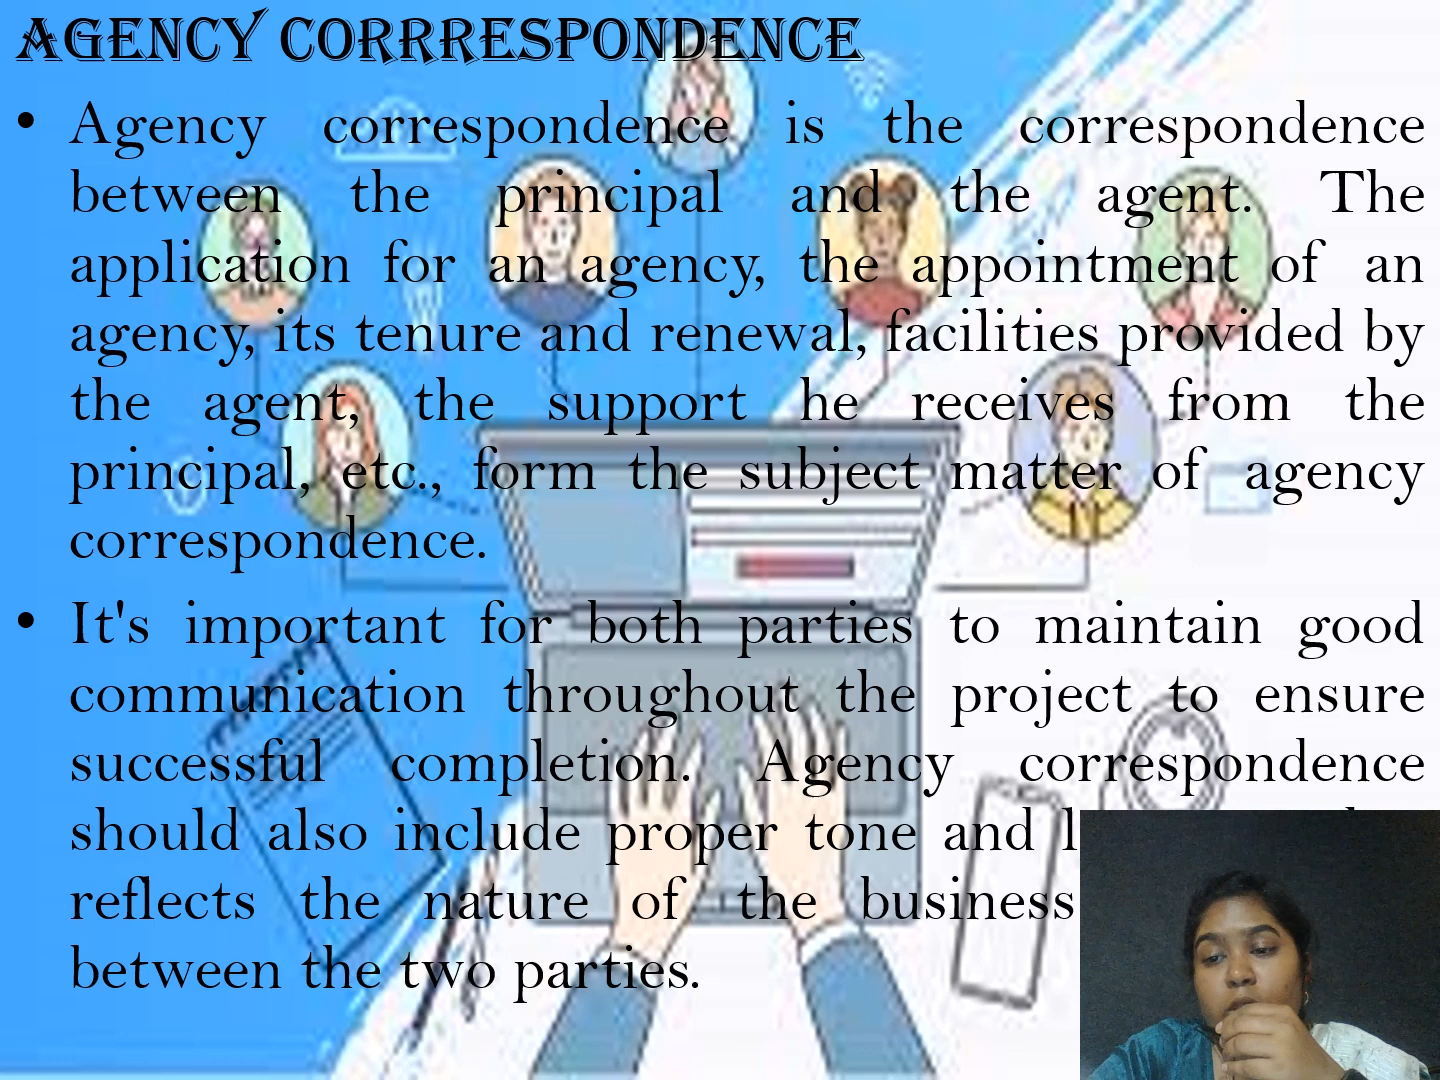 AGENCY CORRRESPONDENCE
• Agency correspondence is the correspondence
between the principal and the agent. The
application for an agency, the appointment of an
agency, its tenure and renewal, facilities provided by
the agent, the support he receives from the
principal, etc., form the subject matter of agency
correspondence.
• It's important for both parties to maintain good
communication throughout the project to ensure
successful completion. Agency correspondence
should also include proper tone and
reflects the nature of the business
between the two parties.